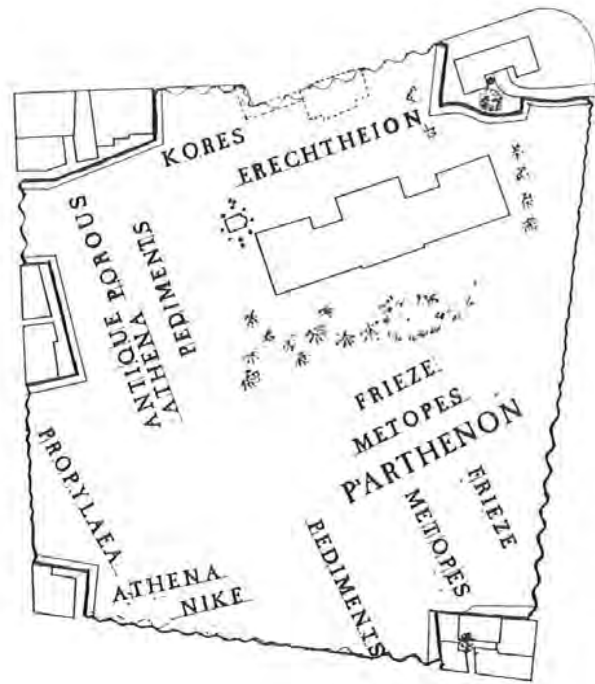 KORES
ERECHTHEION
ANTIQUE POROUS
ATHENA
PEDIMENTS
FRIEZE
METOPES
PARTHENON
FRIEZE
METOPES
PEDIMENTS
PROPYLAEA
ATHENA
NIKE